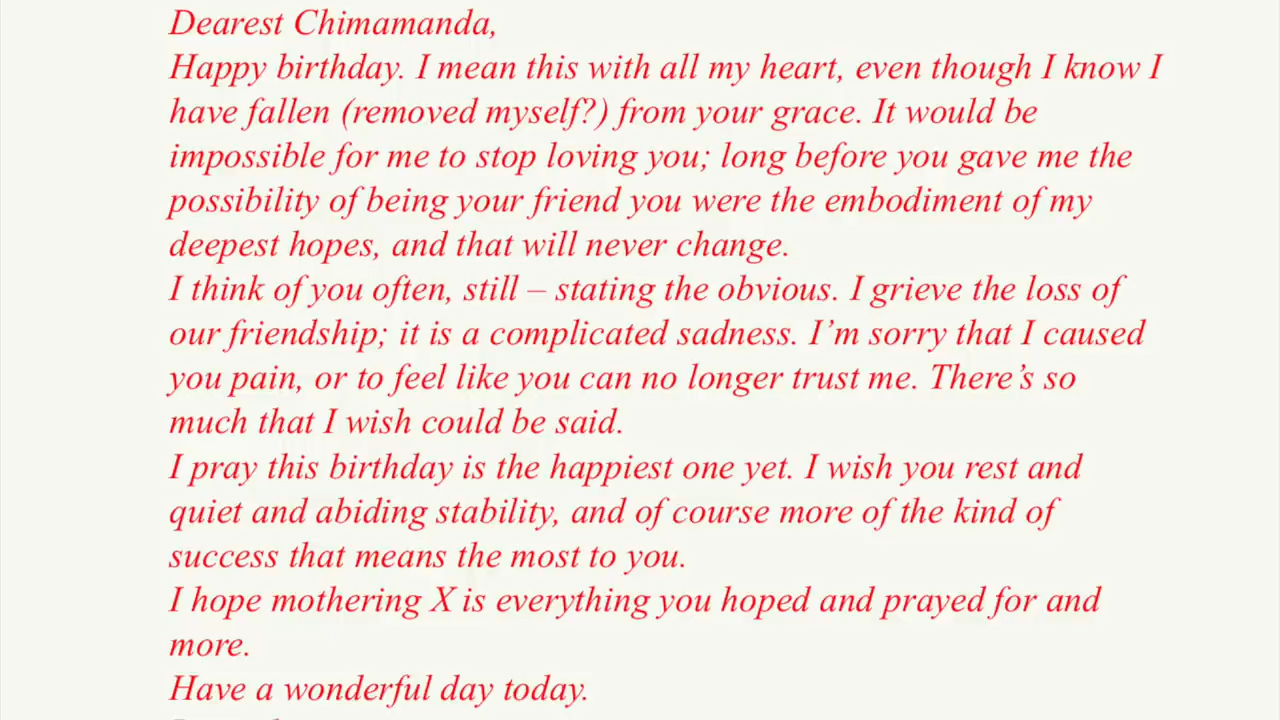 Dearest Chimamanda,
Happy birthday. I mean this with all my heart, even though I know I
have fallen (removed myself?) from your grace. It would be
impossible for me to stop loving you; long before you gave me the
possibility of being your friend you were the embodiment of my
deepest hopes, and that will never change.
I think of you often, still – stating the obvious. I grieve the loss of
our friendship; it is a complicated sadness. I’m sorry that I caused
you pain, or to feel like you can no longer trust me. There’s so
much that I wish could be said.
I pray this birthday is the happiest one yet. I wish you rest and
quiet and abiding stability, and of course more of the kind of
success that means the most to you.
I hope mothering X is everything you hoped and prayed for and
more.
Have a wonderful day today.